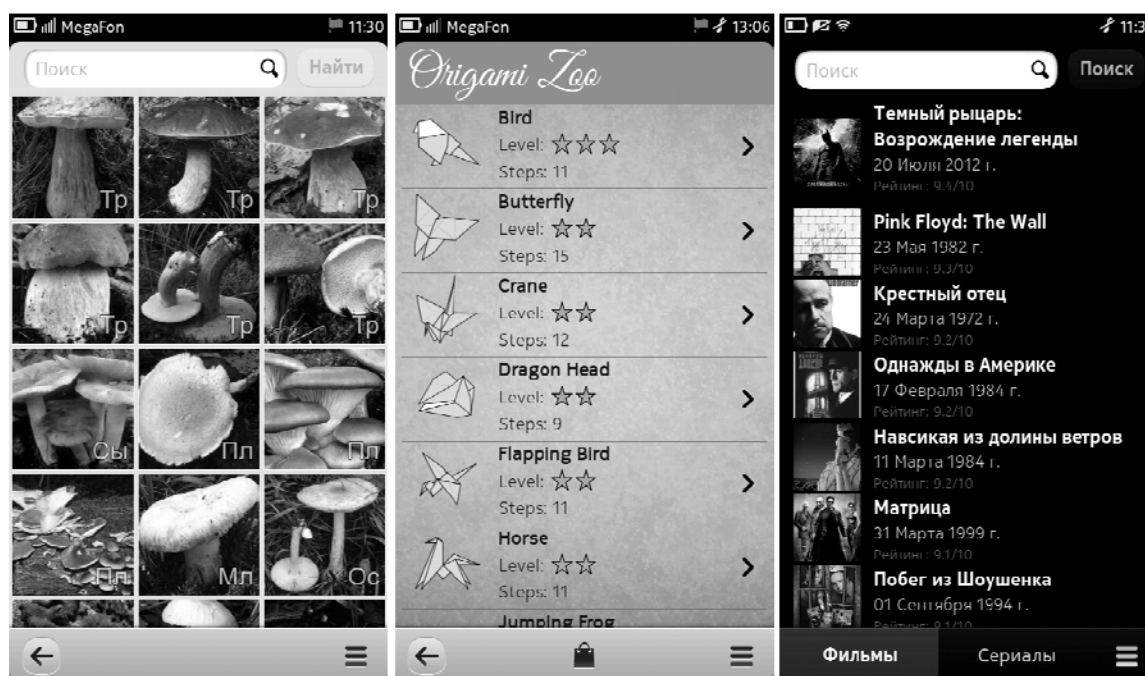 MegaFon 11:30
Поиск
Найти
Тр Тр Тр
Тр Тр Тр
Сы Пл Пл
Пл Мл Ос
MegaFon 13:06
Origami Zoo
Bird
Level:
Steps: 11
Butterfly
Level:
Steps: 15
Crane
Level:
Steps: 12
Dragon Head
Level:
Steps: 9
Flapping Bird
Level:
Steps: 11
Horse
Level:
Steps: 11
Jumping Frog
11:3
Поиск
Поиск
Темный рыцарь:
Возрождение легенды
20 Июля 2012 г.
Рейтинг: 9.4/10
Pink Floyd: The Wall
23 Мая 1982 г.
Рейтинг: 9.3/10
Крестный отец
24 Марта 1972 г.
Рейтинг: 9.2/10
Однажды в Америке
17 Февраля 1984 г.
Рейтинг: 9.2/10
Навсикая из долины ветров
11 Марта 1984 г.
Рейтинг: 9.2/10
Матрица
31 Марта 1999 г.
Рейтинг: 9.1/10
Побег из Шоушенка
01 Сентября 1994 г.
Рейтинг: 9.1/10
Фильмы
Сериалы